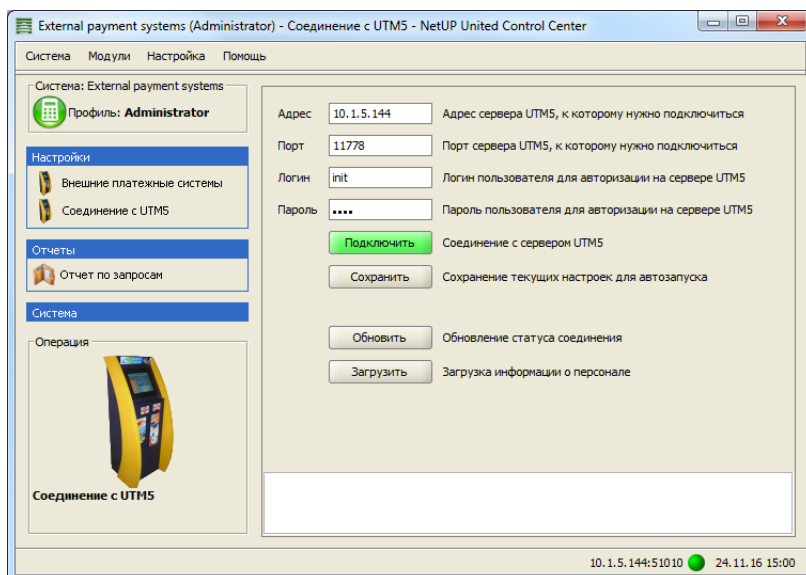 External payment systems (Administrator) - Соединение с UTM5 - NetUP United Control Center
Система Модули Настройка Помощь
Система: External payment systems
Профиль: Administrator
Настройки
Внешние платежные системы
Соединение с UTM5
Отчеты
Отчет по запросам
Система
Операция
Соединение с UTM5
Адрес 10.1.5.144 Адрес сервера UTM5, к которому нужно подключиться
Порт 11778 Порт сервера UTM5, к которому нужно подключиться
Логин init Логин пользователя для авторизации на сервере UTM5
Пароль •••• Пароль пользователя для авторизации на сервере UTM5
Подключить Соединение с сервером UTM5
Сохранить Сохранение текущих настроек для автозапуска
Обновить Обновление статуса соединения
Загрузить Загрузка информации о персонале
10.1.5.144:51010 24.11.16 15:00